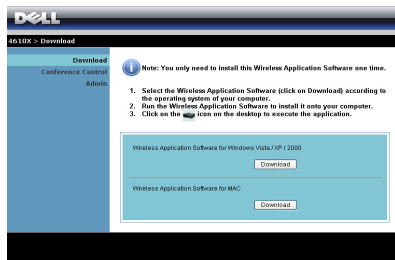 DELL
4610X > Download
Download
Conference Control
Admin
Note: You only need to install this Wireless Application Software one time.
1. Select the Wireless Application Software (click on Download) according to
the operating system of your computer.
2. Run the Wireless Application Software to install it onto your computer.
3. Click on the icon on the desktop to execute the application.
Wireless Application Software for Windows Vista / XP / 2000
Download
Wireless Application Software for MAC
Download